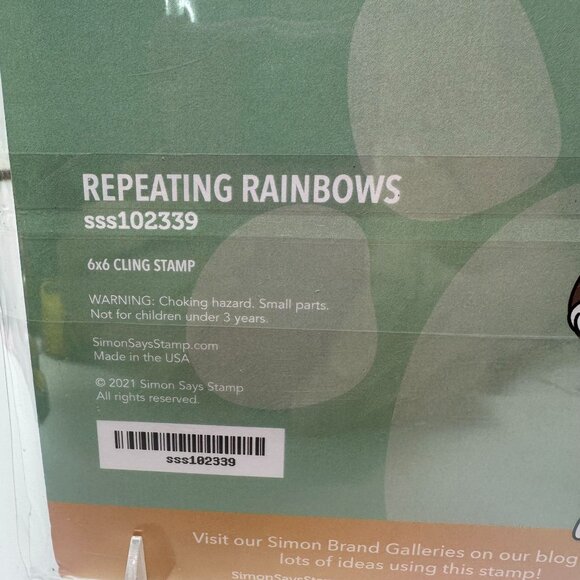 REPEATING RAINBOWS
sss102339
6x6 CLING STAMP
WARNING: Choking hazard. Small parts.
Not for children under 3 years.
SimonSaysStamp.com
Made in the USA
© 2021 Simon Says Stamp
All rights reserved.
sss102339
Visit our Simon Brand Galleries on our blog
lots of ideas using this stamp!
SimonSaysSta